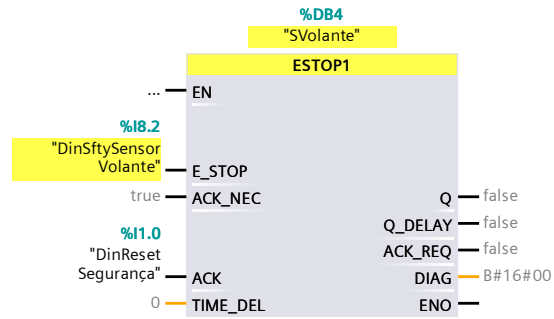 %DB4
"SVolante"
ESTOP1
... EN
%I8.2
"DinSftySensor
Volante" E_STOP
true ACK_NEC Q false
Q_DELAY false
%I1.0
"DinReset
ACK_REQ false
Segurança" ACK DIAG B#16#00
0 TIME_DEL ENO